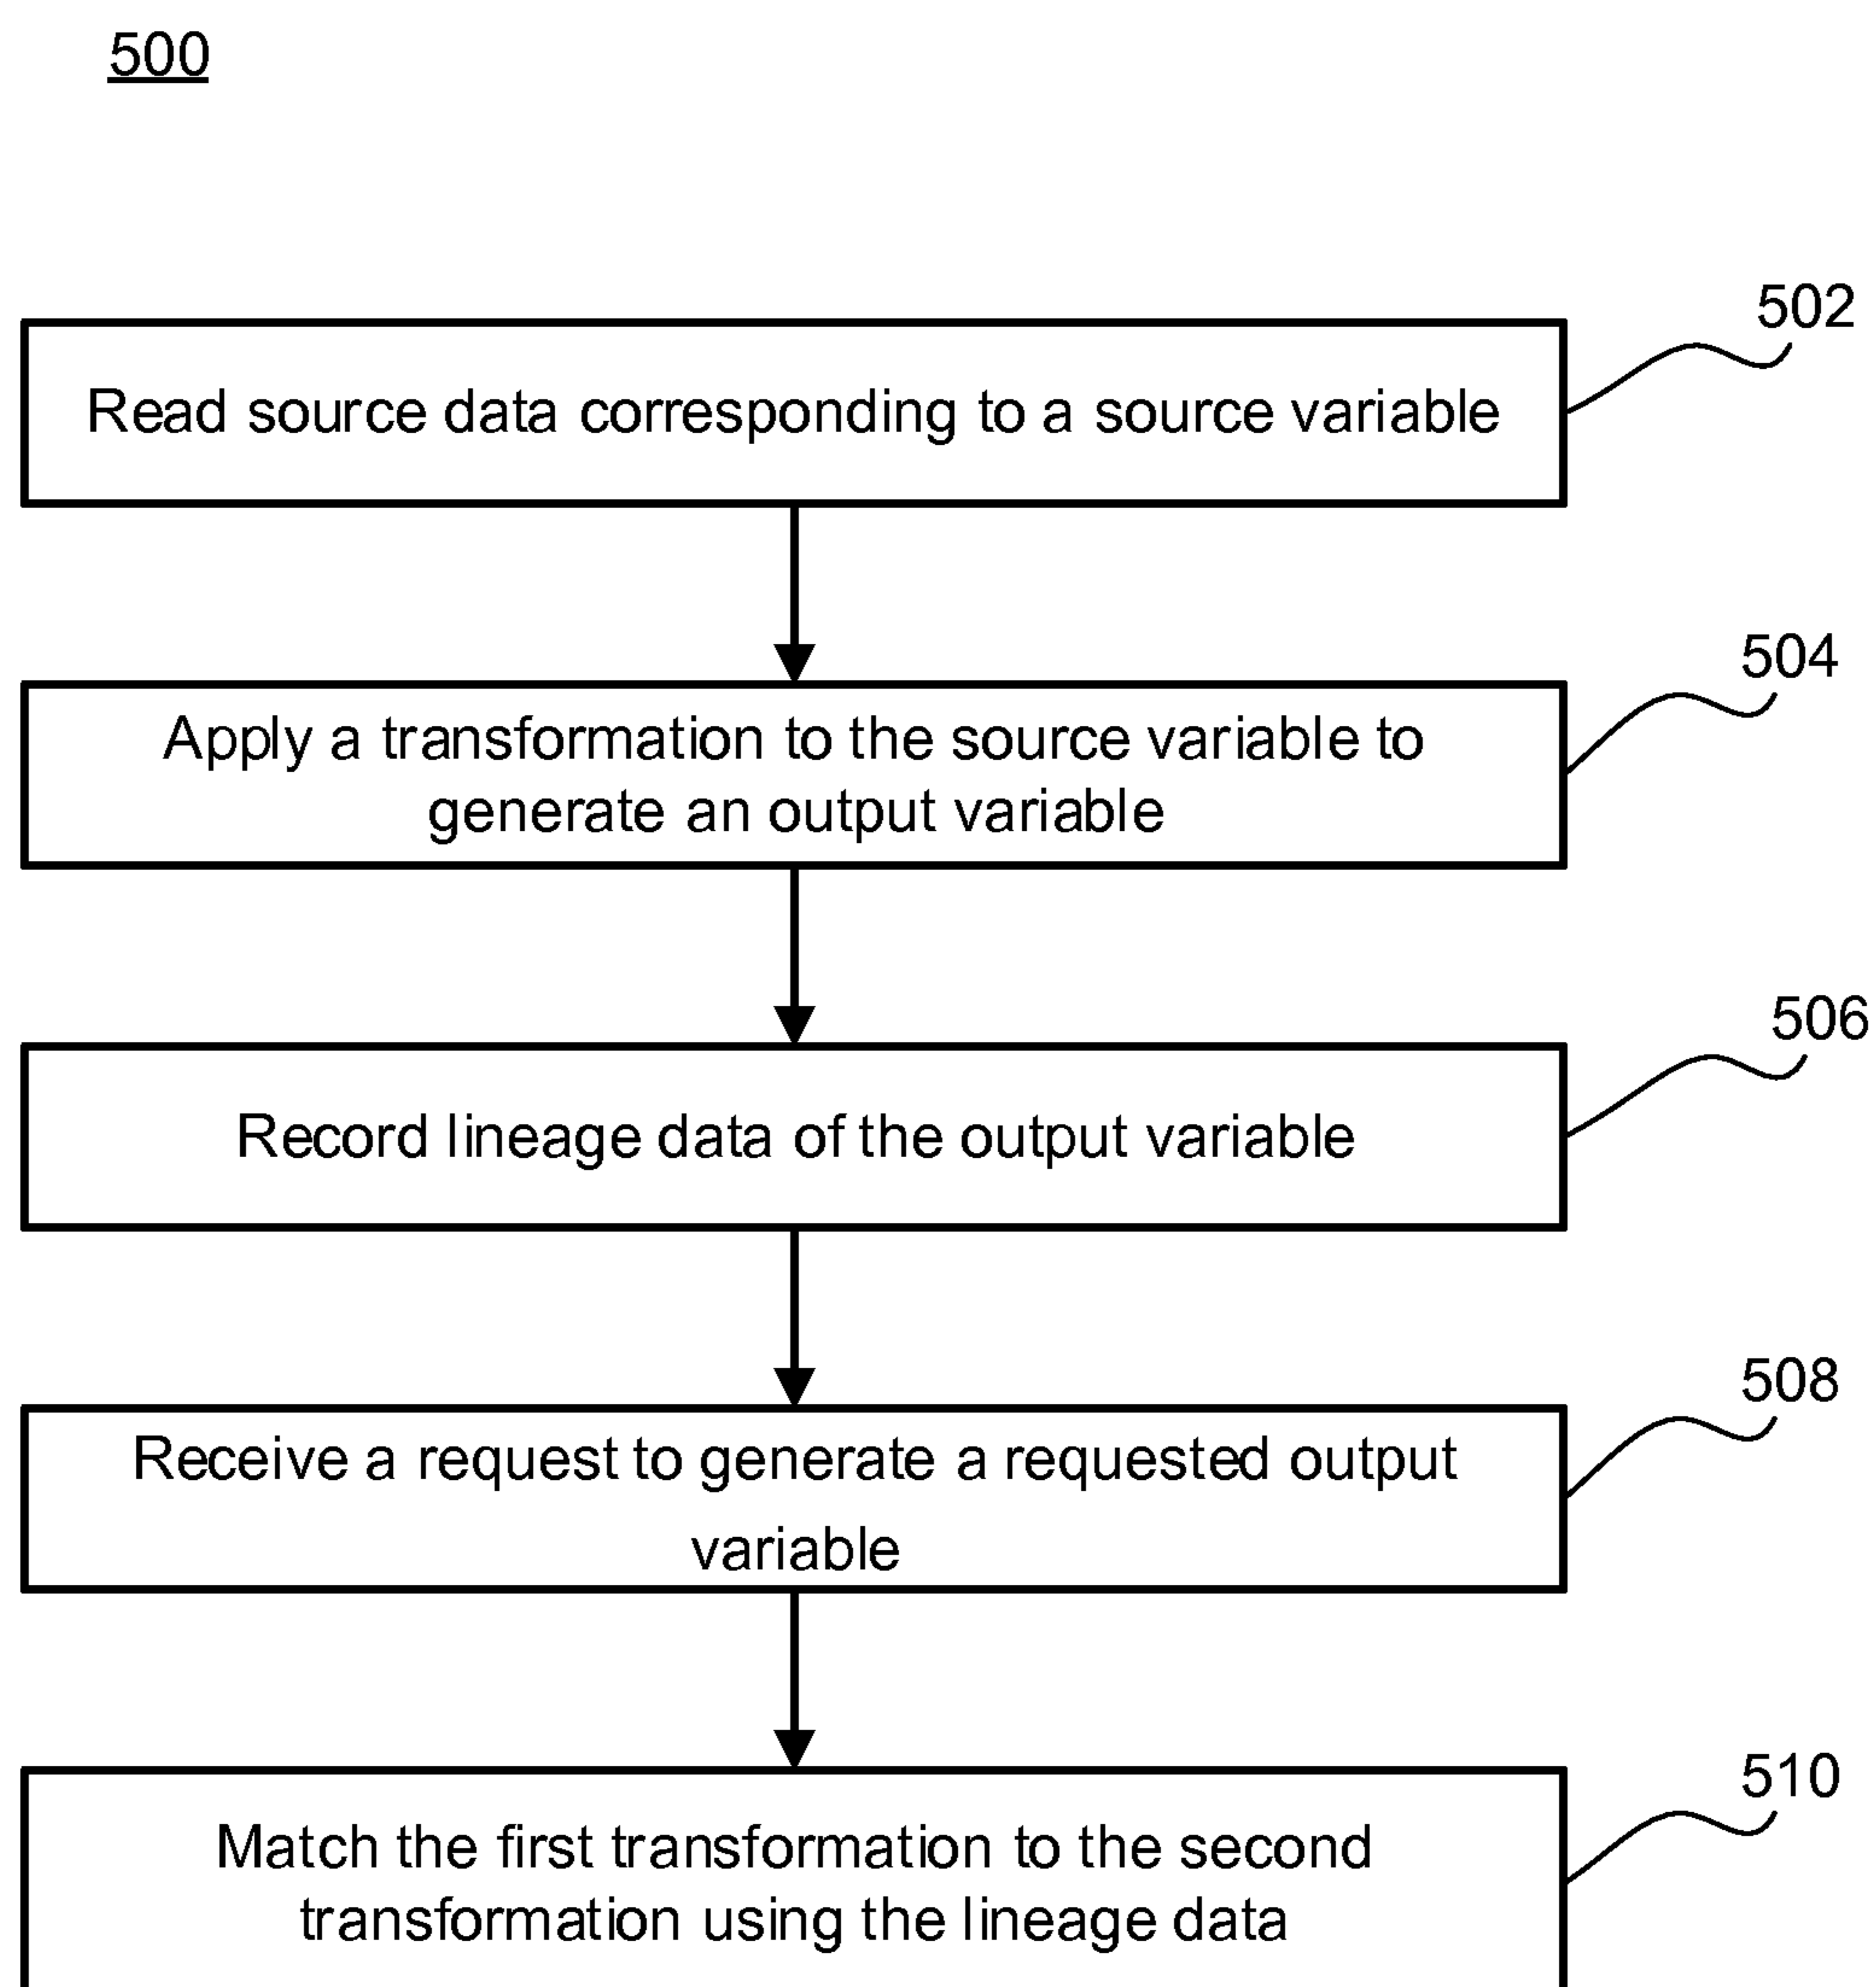 500
502
Read source data corresponding to a source variable
504
Apply a transformation to the source variable to
generate an output variable
506
Record lineage data of the output variable
508
Receive a request to generate a requested output
variable
510
Match the first transformation to the second
transformation using the lineage data